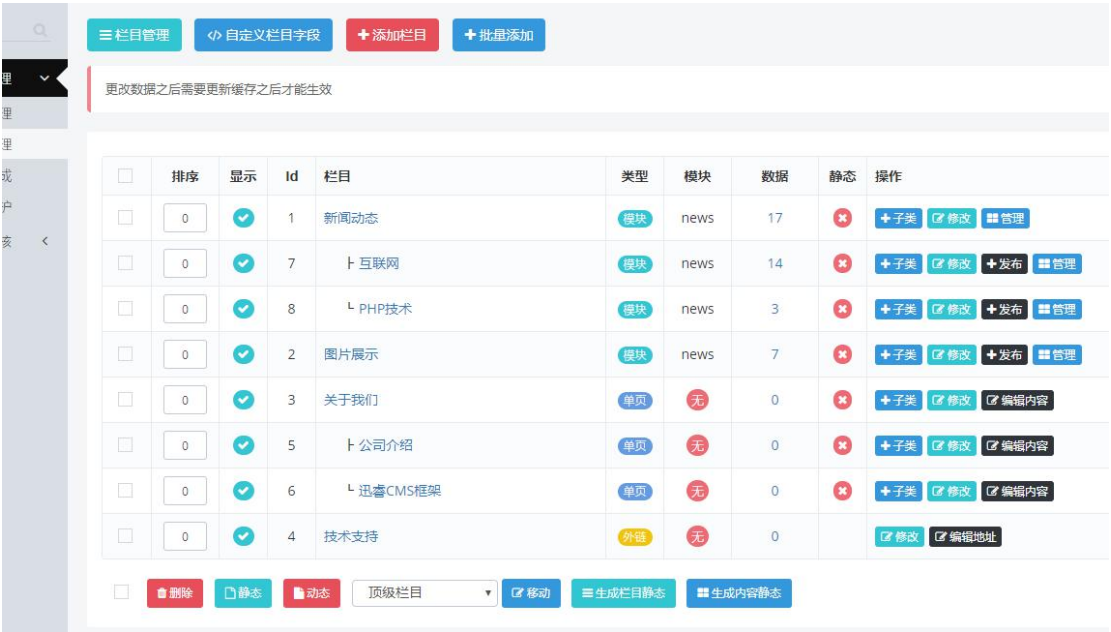 栏目管理 自定义栏目字段 添加栏目 批量添加
理
更改数据之后需要更新缓存之后才能生效
理
理
成
户
核
排序 显示 Id 栏目 类型 模块 数据 静态 操作
0 1 新闻动态 模块 news 17 子类 修改 管理
0 7 ├ 互联网 模块 news 14 子类 修改 发布 管理
0 8 └ PHP技术 模块 news 3 子类 修改 发布 管理
0 2 图片展示 模块 news 7 子类 修改 发布 管理
0 3 关于我们 单页 无 0 子类 修改 编辑内容
0 5 ├ 公司介绍 单页 无 0 子类 修改 编辑内容
0 6 └ 迅睿CMS框架 单页 无 0 子类 修改 编辑内容
0 4 技术支持 外链 无 0 修改 编辑地址
删除 静态 动态 顶级栏目 移动 生成栏目静态 生成内容静态